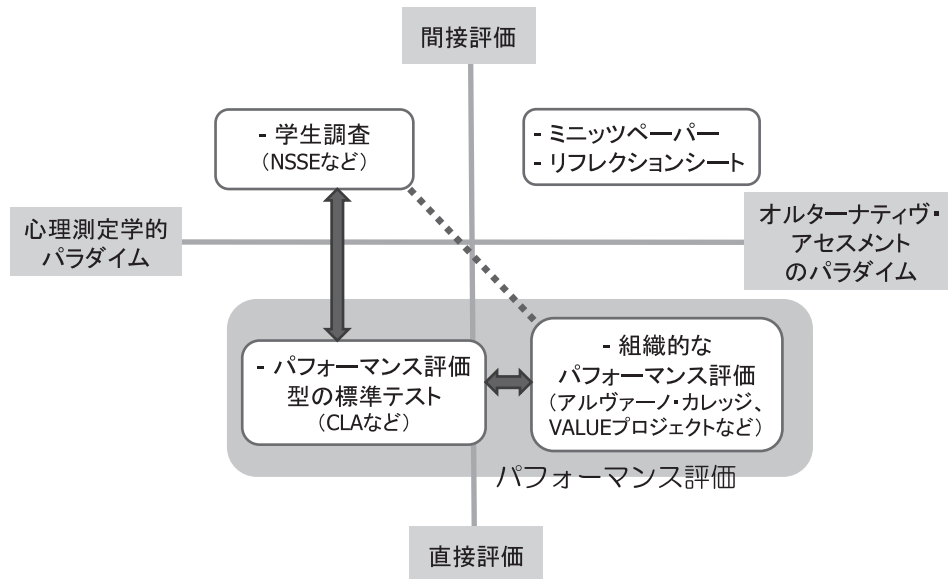 間接評価
- 学生調査
（NSSEなど）
- ミニッツペーパー
- リフレクションシート
心理測定学的
パラダイム
オルターナティヴ・
アセスメント
のパラダイム
- パフォーマンス評価
型の標準テスト
（CLAなど）
- 組織的な
パフォーマンス評価
（アルヴァーノ・カレッジ、
VALUEプロジェクトなど）
パフォーマンス評価
直接評価